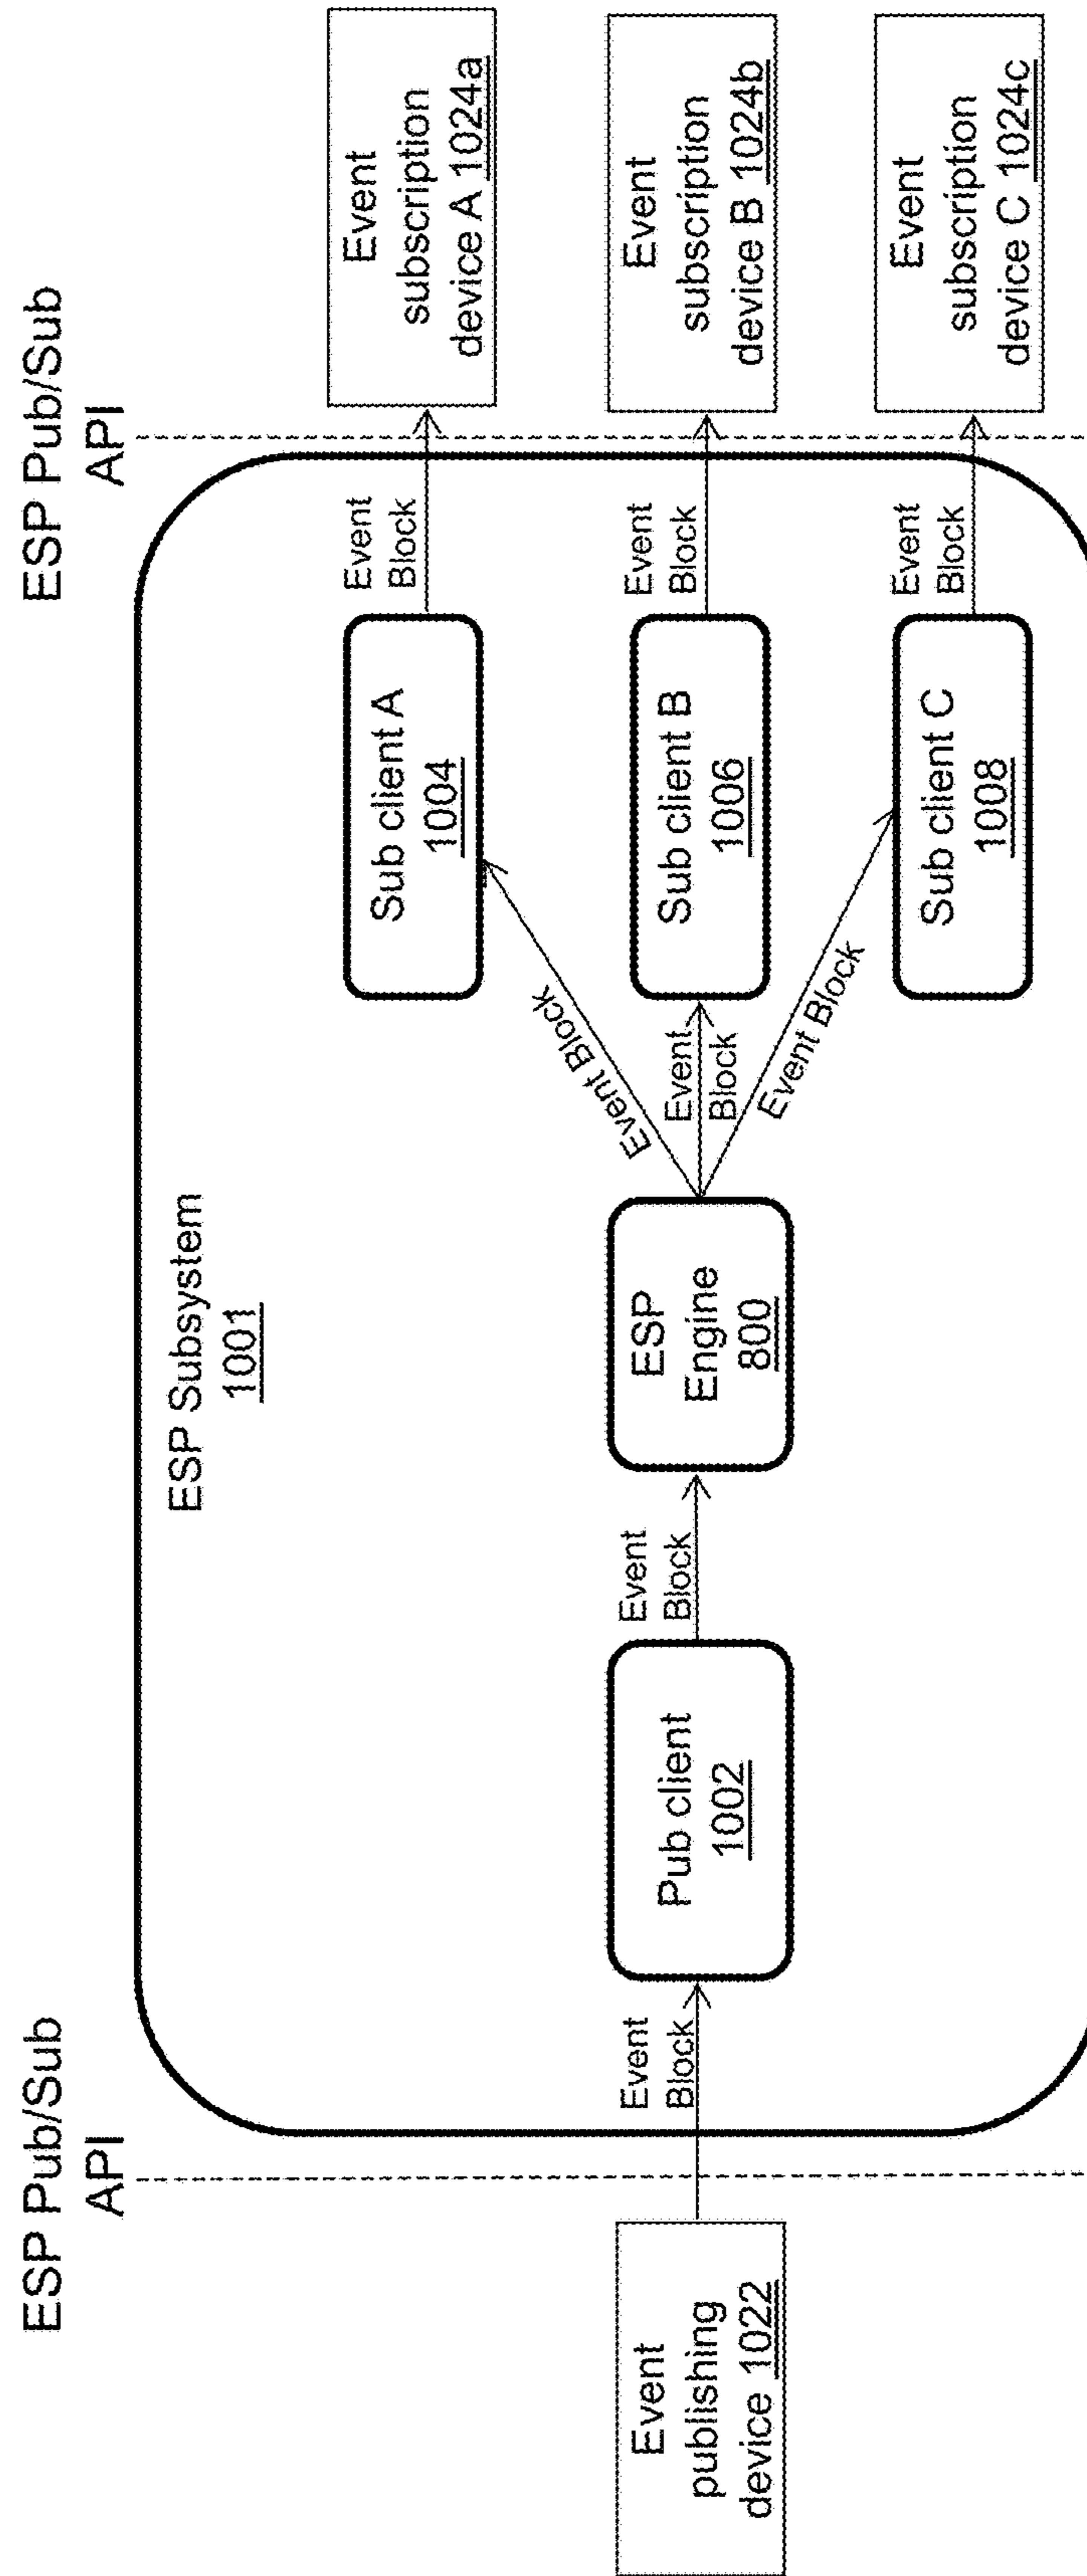 ESP Pub/Sub
API
ESP Pub/Sub
API
ESP Subsystem
1001
Event
publishing
device 1022
Event
Block
Pub client
1002
Event
Block
ESP
Engine
800
Event Block
Event
Block
Event Block
Sub client A
1004
Sub client B
1006
Sub client C
1008
Event
Block
Event
Block
Event
Block
Event
subscription
device A 1024a
Event
subscription
device B 1024b
Event
subscription
device C 1024c